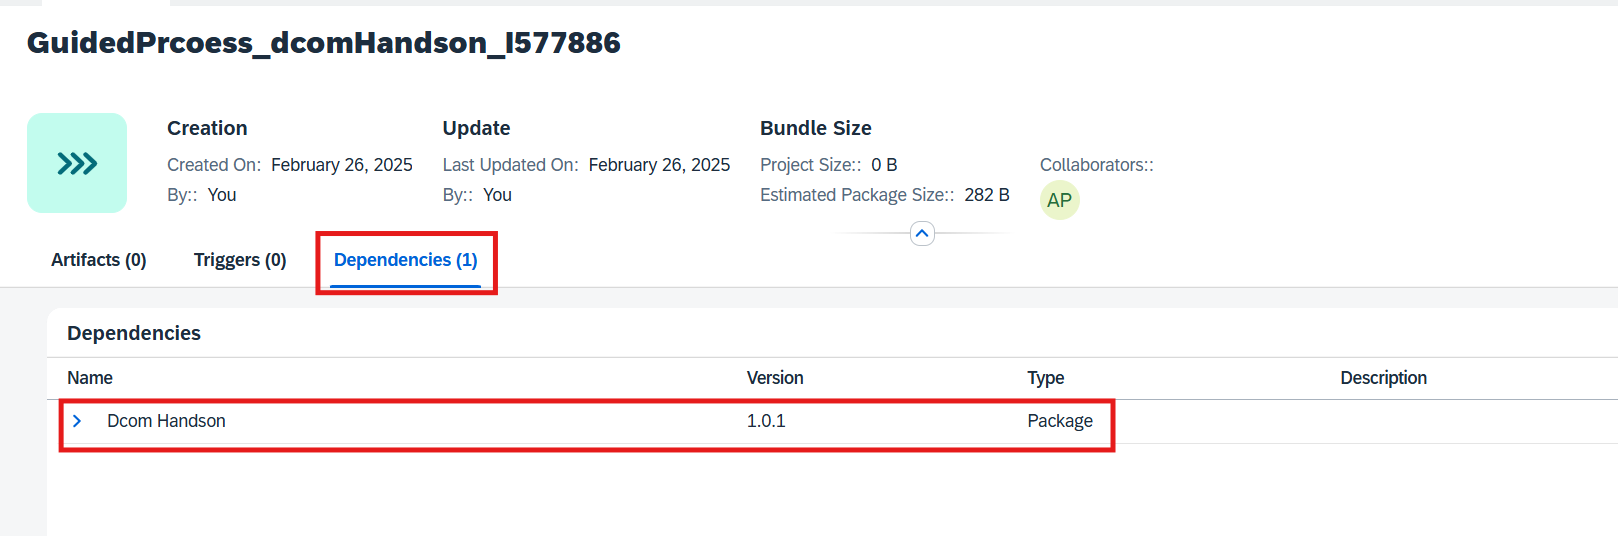 GuidedPrcoess_dcomHandson_I577886
Creation
Created On: February 26, 2025
By:: You
Update
Last Updated On: February 26, 2025
By:: You
Bundle Size
Project Size:: 0 B
Estimated Package Size:: 282 B
Collaborators::
AP
Artifacts (0) Triggers (0) Dependencies (1)
Dependencies
Name Version Type Description
Dcom Handson 1.0.1 Package